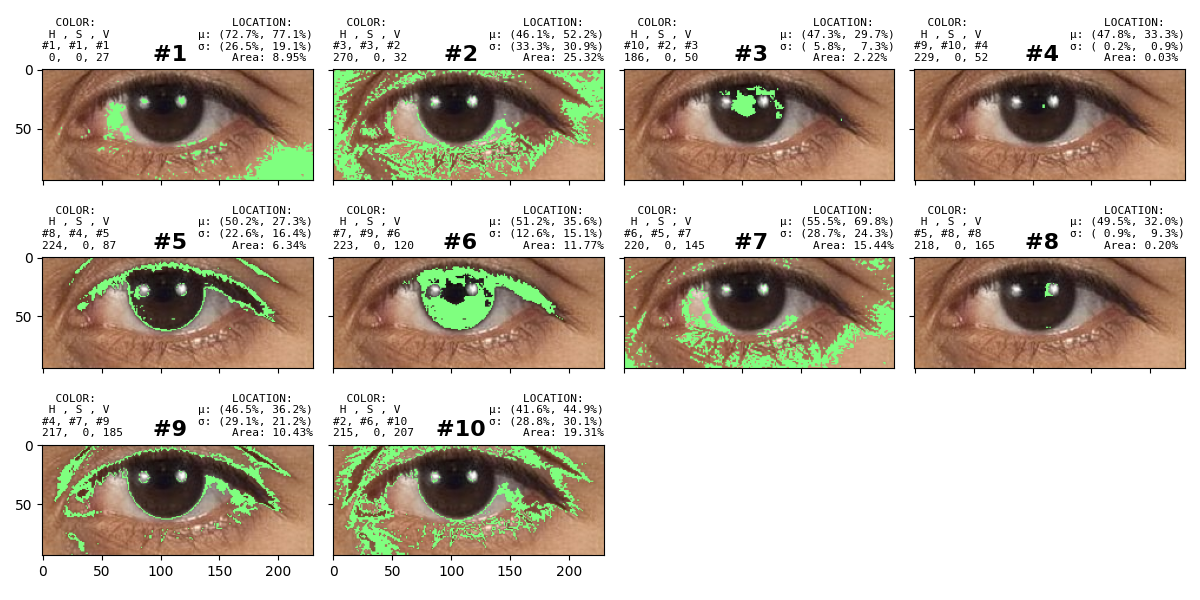 COLOR: LOCATION:
H , S , V μ: (72.7%, 77.1%)
#1, #1, #1 #1 σ: (26.5%, 19.1%)
0, 0, 27 Area: 8.95%
COLOR: LOCATION:
H , S , V μ: (46.1%, 52.2%)
#3, #3, #2 #2 σ: (33.3%, 30.9%)
270, 0, 32 Area: 25.32%
COLOR: LOCATION:
H , S , V μ: (47.3%, 29.7%)
#10, #2, #3 #3 σ: ( 5.8%, 7.3%)
186, 0, 50 Area: 2.22%
COLOR: LOCATION:
H , S , V μ: (47.8%, 33.3%)
#9, #10, #4 #4 σ: ( 0.2%, 0.9%)
229, 0, 52 Area: 0.03%
0
50
COLOR: LOCATION:
H , S , V μ: (50.2%, 27.3%)
#8, #4, #5 #5 σ: (22.6%, 16.4%)
224, 0, 87 Area: 6.34%
COLOR: LOCATION:
H , S , V μ: (51.2%, 35.6%)
#7, #9, #6 #6 σ: (12.6%, 15.1%)
223, 0, 120 Area: 11.77%
COLOR: LOCATION:
H , S , V μ: (55.5%, 69.8%)
#6, #5, #7 #7 σ: (28.7%, 24.3%)
220, 0, 145 Area: 15.44%
COLOR: LOCATION:
H , S , V μ: (49.5%, 32.0%)
#5, #8, #8 #8 σ: ( 0.9%, 9.3%)
218, 0, 165 Area: 0.20%
0
50
COLOR: LOCATION:
H , S , V μ: (46.5%, 36.2%)
#4, #7, #9 #9 σ: (29.1%, 21.2%)
217, 0, 185 Area: 10.43%
COLOR: LOCATION:
H , S , V μ: (41.6%, 44.9%)
#2, #6, #10 #10 σ: (28.8%, 30.1%)
215, 0, 207 Area: 19.31%
0
50
0 50 100 150 200
0 50 100 150 200